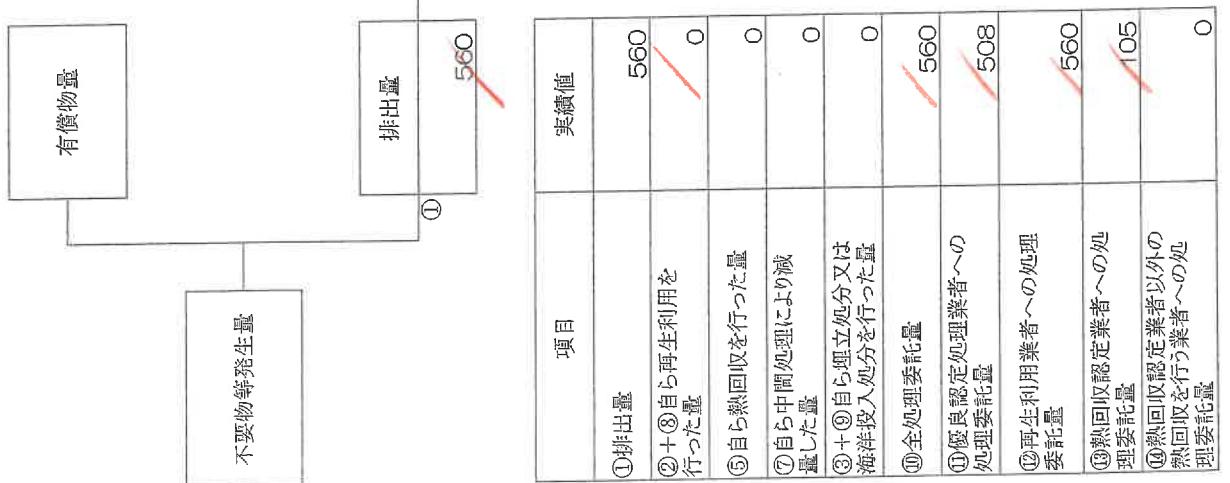 有償物量
不要物等発生量
排出量
①
560
項目
実績値
①排出量
560
②+⑧自ら再生利用を
行った量
0
⑤自ら熱回収を行った量
0
⑦自ら中間処理により減
量した量
0
③+⑨自ら埋立処分又は
海洋投入処分を行った量
0
⑩全処理委託量
560
⑪優良認定処理業者への
処理委託量
508
⑫再生利用業者への処理
委託量
560
⑬熱回収認定業者への処
理委託量
105
⑭熱回収認定業者以外の
熱回収を行う業者への処
理委託量
0